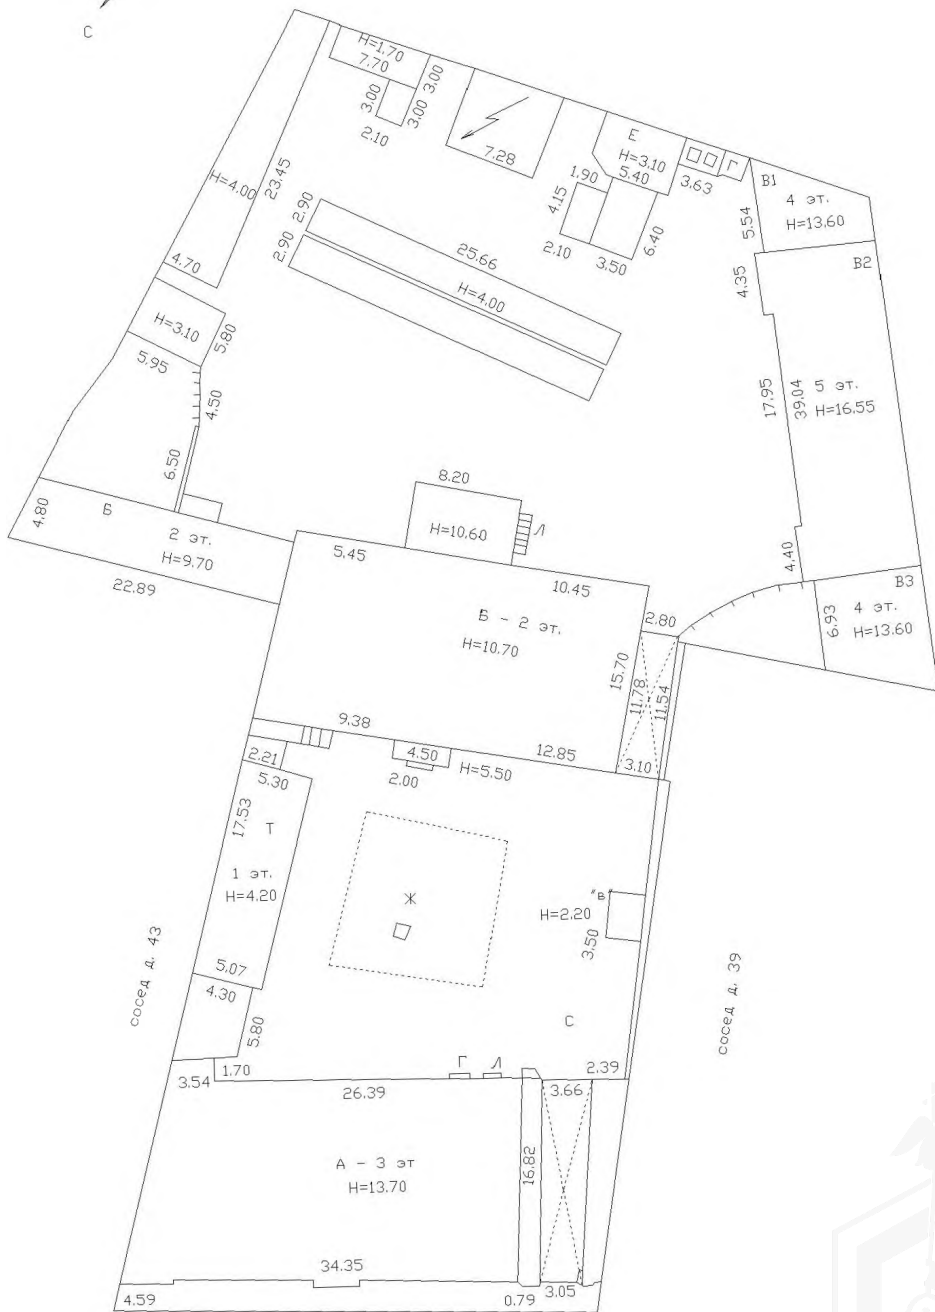 С
H=1.70
7.70
3.00
3.00
3.00
2.10
7.28
Е
H=3.10
5.40
1.90
4.15
2.10
3.50
6.40
3.63
Г
В1
4 эт.
H=13.60
5.54
В2
4.35
H=4.00
23.45
4.70
2.90
2.90
25.66
H=4.00
H=3.10
5.80
5.95
4.50
6.50
17.95
39.04
5 эт.
H=16.55
4.80
Б
2 эт.
H=9.70
22.89
8.20
H=10.60
Л
5.45
10.45
4.40
В3
4 эт.
H=13.60
6.93
Б - 2 эт.
H=10.70
2.80
15.70
11.78
11.54
9.38
12.85
3.10
4.50
H=5.50
2.00
2.21
5.30
17.53
Т
1 эт.
H=4.20
Ж
"в"
H=2.20
3.50
сосед д. 43
сосед д. 39
5.07
4.30
5.80
С
3.54
1.70
Г
Л
2.39
26.39
3.66
А - 3 эт
H=13.70
16.82
34.35
4.59
0.79
3.05